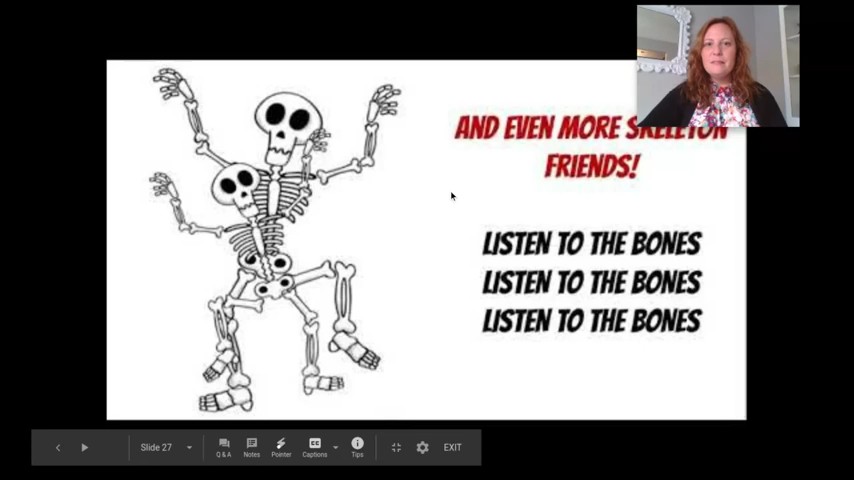 AND EVEN MORE SKELETON
FRIENDS!
LISTEN TO THE BONES
LISTEN TO THE BONES
LISTEN TO THE BONES
Slide 27
Q & A
Notes
Pointer
Captions
Tips
EXIT